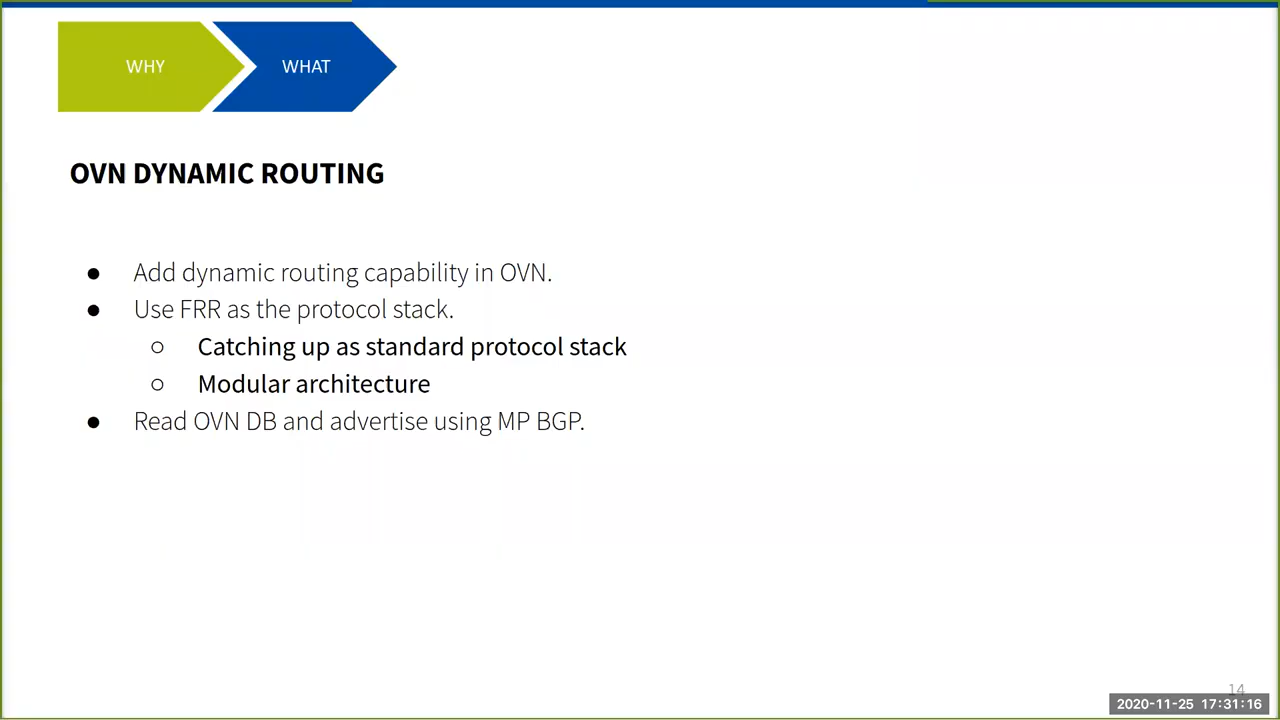 WHY
WHAT
OVN DYNAMIC ROUTING
● Add dynamic routing capability in OVN.
● Use FRR as the protocol stack.
○ Catching up as standard protocol stack
○ Modular architecture
● Read OVN DB and advertise using MP BGP.
14
2020-11-25 17:31:16